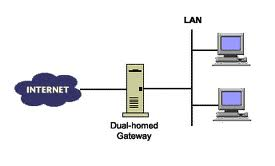 LAN
INTERNET
Dual-homed
Gateway